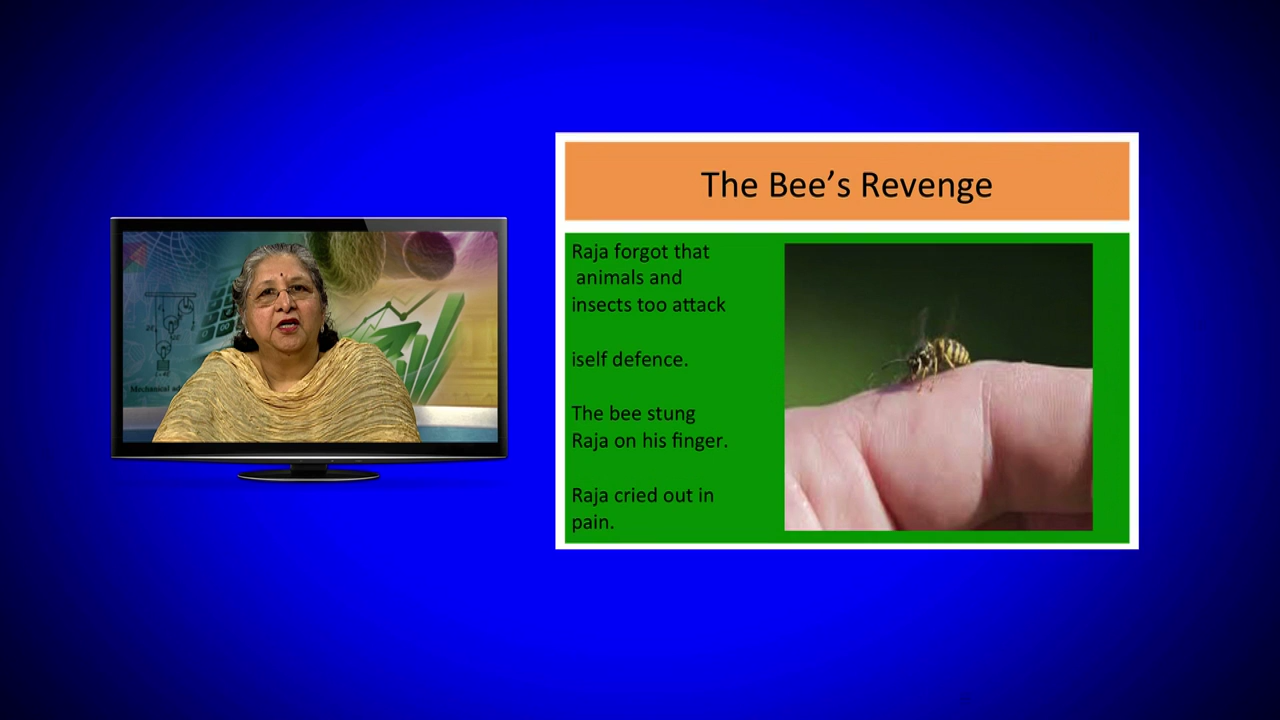 The Bee's Revenge
Raja forgot that
animals and
insects too attack
iself defence.
The bee stung
Raja on his finger.
Raja cried out in
pain.